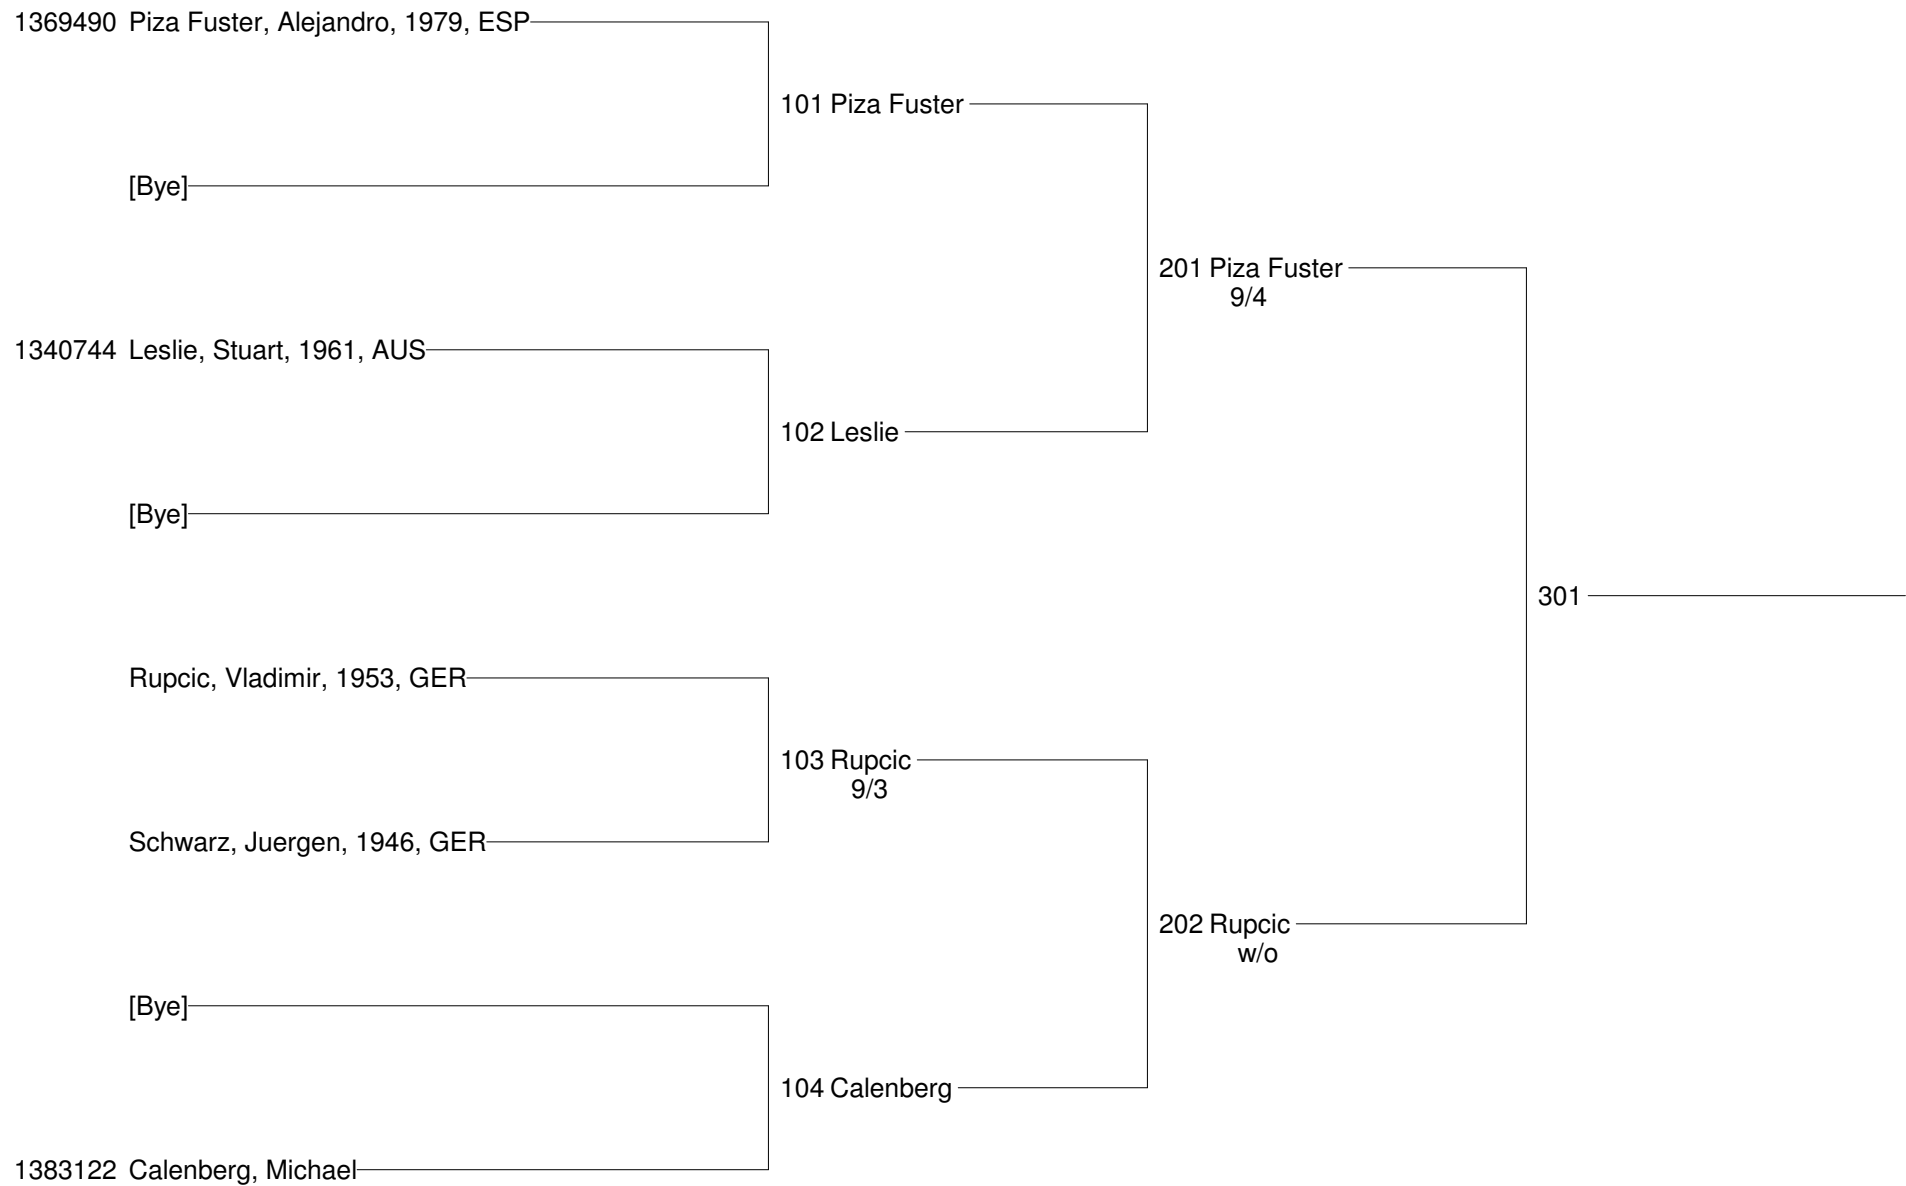 1369490 Piza Fuster, Alejandro, 1979, ESP
101 Piza Fuster
[Bye]
201 Piza Fuster
9/4
1340744 Leslie, Stuart, 1961, AUS
102 Leslie
[Bye]
301
Rupcic, Vladimir, 1953, GER
103 Rupcic
9/3
Schwarz, Juergen, 1946, GER
202 Rupcic
w/o
[Bye]
104 Calenberg
1383122 Calenberg, Michael